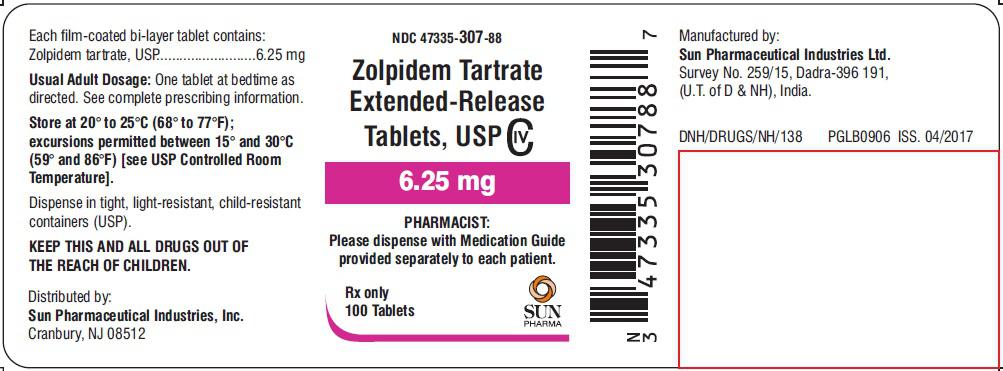 Each film-coated bi-layer tablet contains:
Zolpidem tartrate, USP.........................6.25 mg
Usual Adult Dosage: One tablet at bedtime as
directed. See complete prescribing information.
Store at 20° to 25°C (68° to 77°F);
excursions permitted between 15° and 30°C
(59° and 86°F) [see USP Controlled Room
Temperature].
Dispense in tight, light-resistant, child-resistant
containers (USP).
KEEP THIS AND ALL DRUGS OUT OF
THE REACH OF CHILDREN.
Distributed by:
Sun Pharmaceutical Industries, Inc.
Cranbury, NJ 08512
NDC 47335-307-88
Zolpidem Tartrate
Extended-Release
Tablets, USP CIV
6.25 mg
PHARMACIST:
Please dispense with Medication Guide
provided separately to each patient.
Rx only
100 Tablets
SUN
PHARMA
N 3 47335 30788 7
Manufactured by:
Sun Pharmaceutical Industries Ltd.
Survey No. 259/15, Dadra-396 191,
(U.T. of D & NH), India.
DNH/DRUGS/NH/138 PGLB0906 ISS. 04/2017